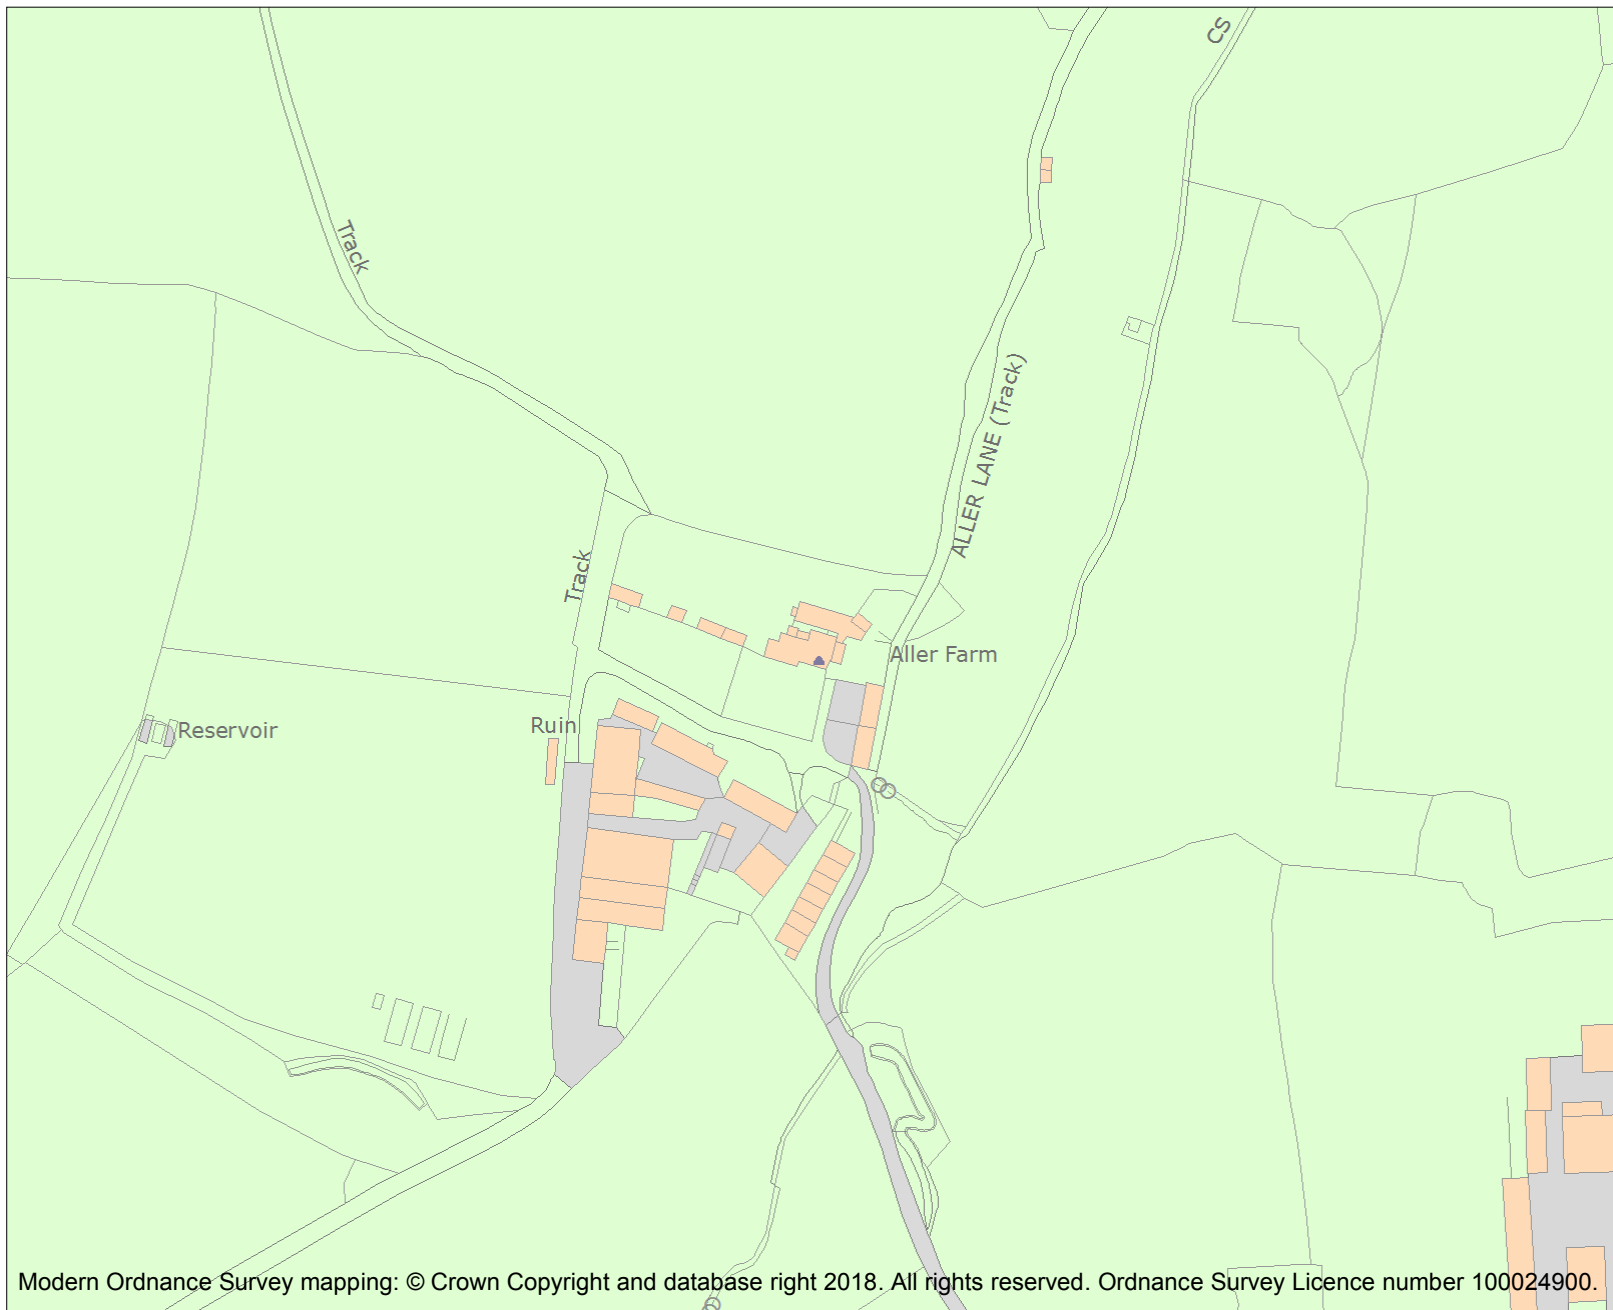 CS
Track
ALLER LANE (Track)
Track
Aller Farm
Ruin
Reservoir
Modern Ordnance Survey mapping: © Crown Copyright and database right 2018. All rights reserved. Ordnance Survey Licence number 100024900.